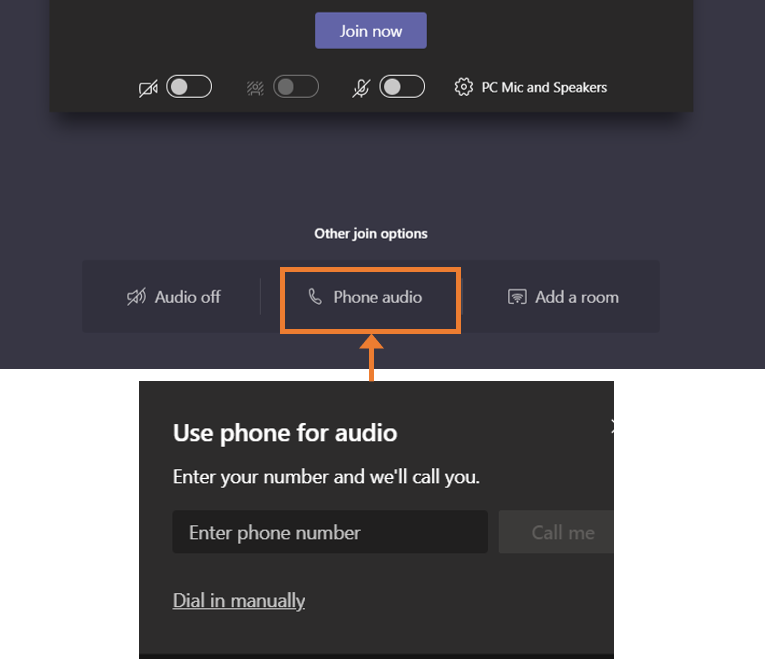 Join now
PC Mic and Speakers
Other join options
Audio off
Phone audio
Add a room
Use phone for audio
Enter your number and we'll call you.
Enter phone number
Call me
Dial in manually